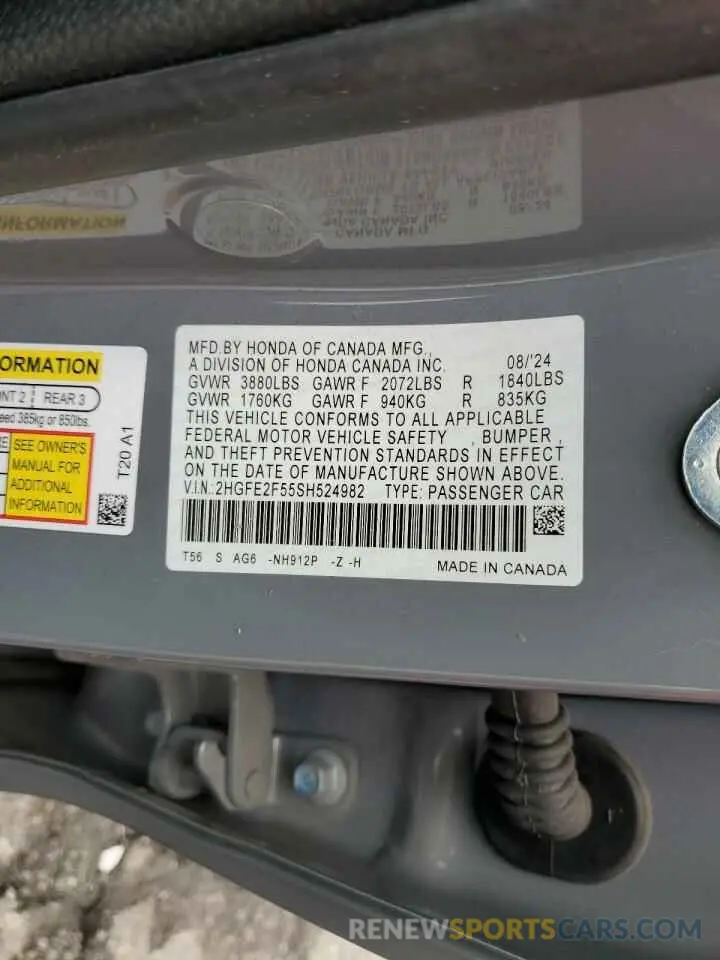 MFD.BY HONDA OF CANADA MFG.,
A DIVISION OF HONDA CANADA INC. 08/'24
GVWR 3880LBS GAWR F 2072LBS R 1840LBS
GVWR 1760KG GAWR F 940KG R 835KG
THIS VEHICLE CONFORMS TO ALL APPLICABLE
FEDERAL MOTOR VEHICLE SAFETY , BUMPER ,
AND THEFT PREVENTION STANDARDS IN EFFECT
ON THE DATE OF MANUFACTURE SHOWN ABOVE.
V.I.N.:2HGFE2F55SH524982 TYPE: PASSENGER CAR
T56 S AG6 -NH912P -Z -H MADE IN CANADA
ORMATION
NT 2 REAR 3
eed 385kg or 850lbs.
SEE OWNER'S
MANUAL FOR
ADDITIONAL
INFORMATION
T20 A1
RENEWSPORTSCARS.COM